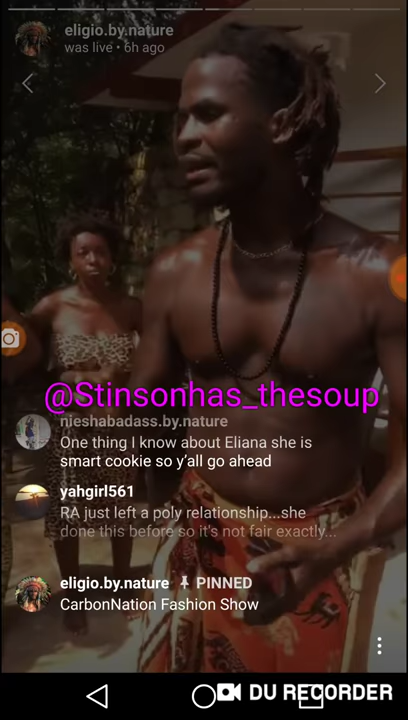 eligio.by.nature
was live • 6h ago
@Stinsonhas_thesoup
nieshabadass.by.nature
One thing I know about Eliana she is
smart cookie so y'all go ahead
yahgirl561
RA just left a poly relationship...she
done this before so it's not fair exactly...
eligio.by.nature PINNED
CarbonNation Fashion Show
DU RECORDER